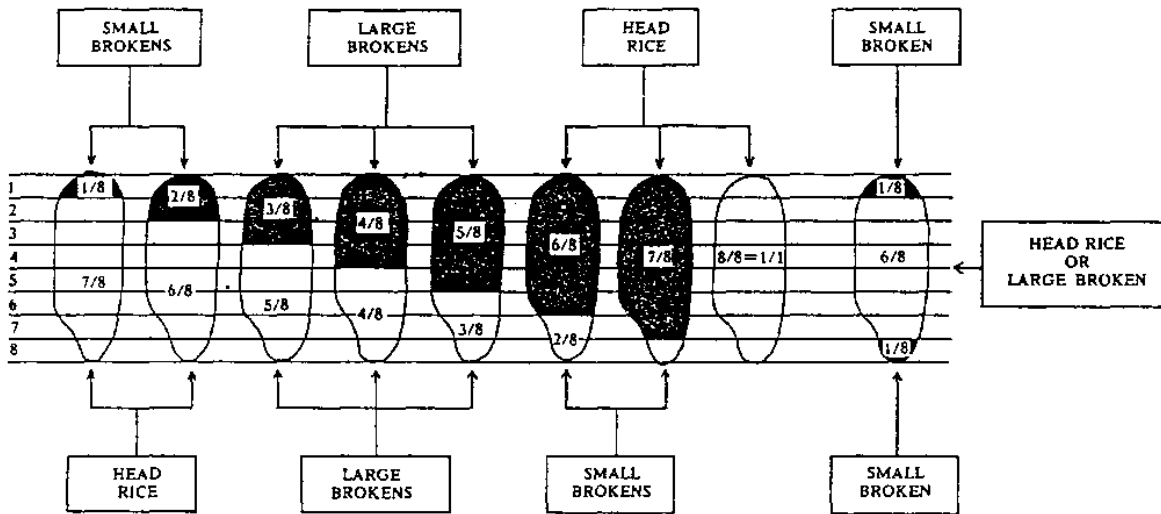 SMALL
BROKENS
LARGE
BROKENS
HEAD
RICE
SMALL
BROKEN
1
2
3
4
5
6
7
8
1/8
7/8
2/8
6/8
3/8
5/8
4/8
4/8
5/8
3/8
6/8
2/8
7/8
8/8=1/1
1/8
6/8
1/8
HEAD RICE
OR
LARGE BROKEN
HEAD
RICE
LARGE
BROKENS
SMALL
BROKENS
SMALL
BROKEN